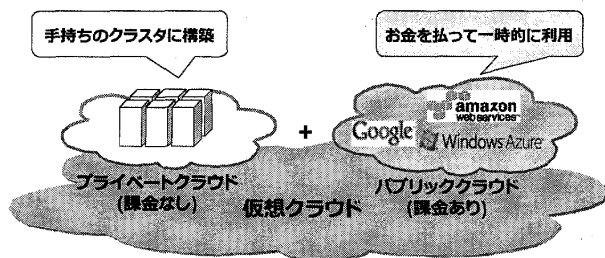 手持ちのクラスタに構築
お金を払って一時的に利用
amazon
webservices™
Google
Windows Azure™
+
プライベートクラウド
(課金なし)
仮想クラウド
パブリッククラウド
(課金あり)